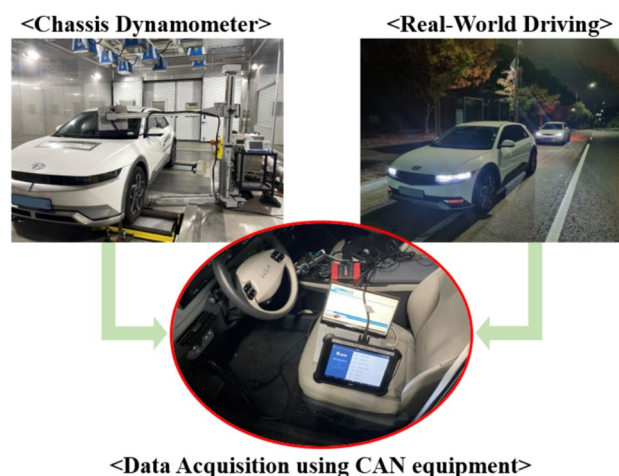 <Chassis Dynamometer>
<Real-World Driving>
<Data Acquisition using CAN equipment>